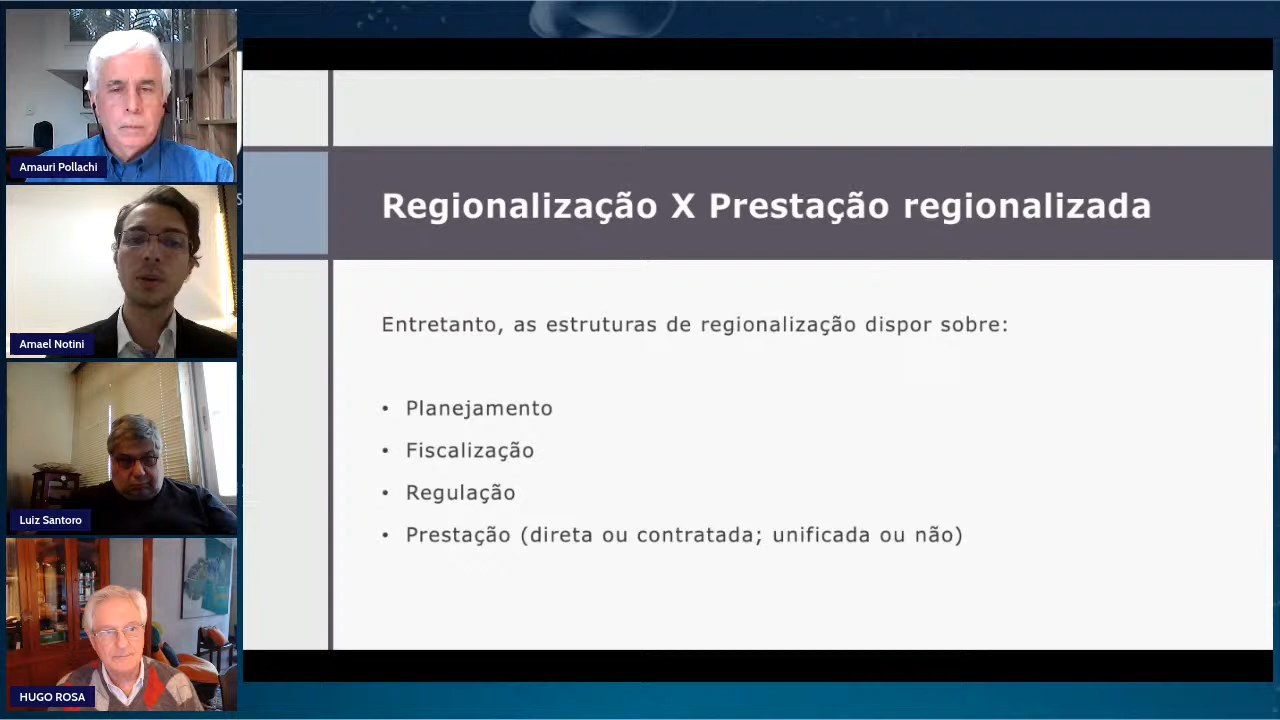 Amauri Pollachi
Amael Notini
Luiz Santoro
HUGO ROSA
S
Regionalização X Prestação regionalizada
Entretanto, as estruturas de regionalização dispor sobre:
• Planejamento
• Fiscalização
• Regulação
• Prestação (direta ou contratada; unificada ou não)